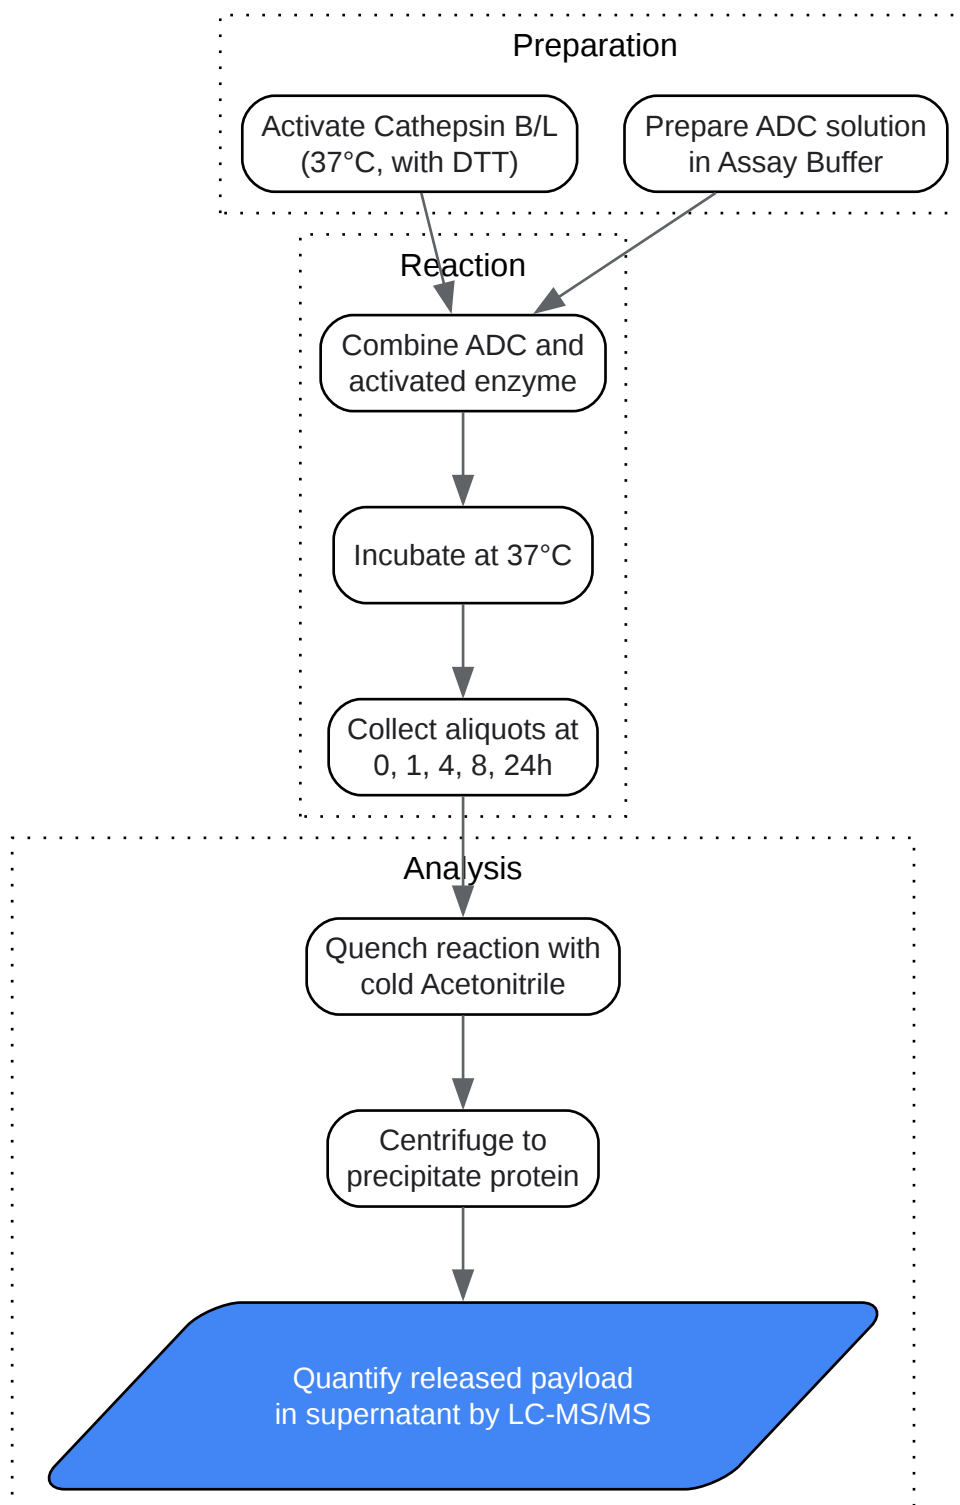 Preparation
Activate Cathepsin B/L
(37°C, with DTT)
Prepare ADC solution
in Assay Buffer
Reaction
Combine ADC and
activated enzyme
Incubate at 37°C
Collect aliquots at
0, 1, 4, 8, 24h
Analysis
Quench reaction with
cold Acetonitrile
Centrifuge to
precipitate protein
Quantify released payload
in supernatant by LC-MS/MS